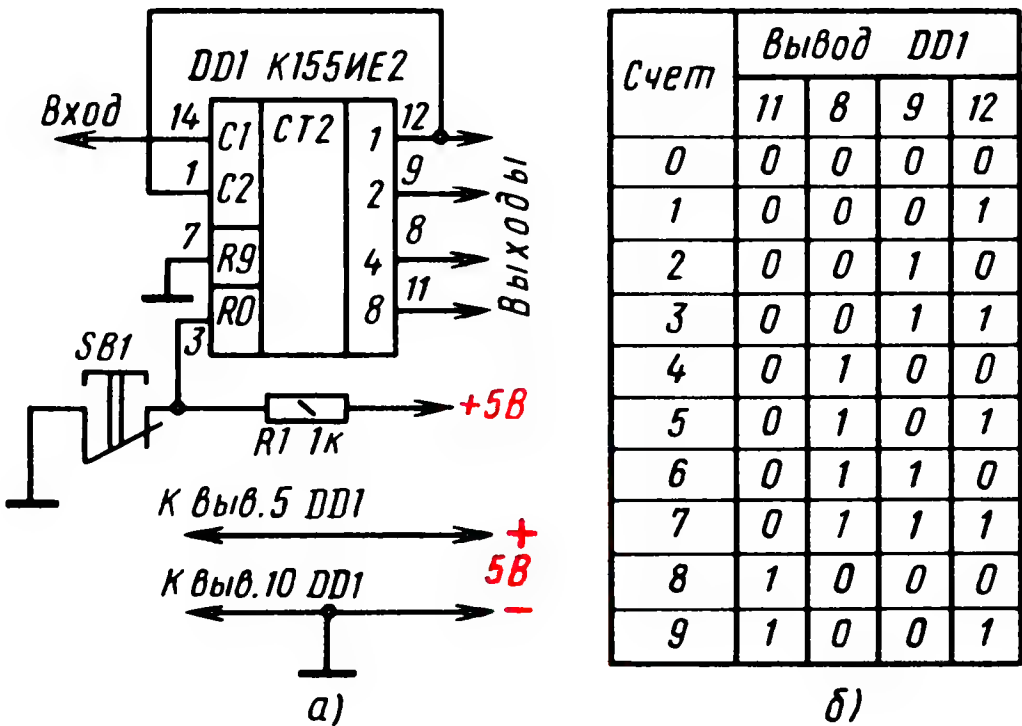 DD1 К155ИЕ2
Вход
14 С1 СТ2 1 12
1 С2 2 9
7 R9 4 8
3 R0 8 11
Выходы
SB1
R1 1к
+5В
К выв.5 DD1
+
5В
К выв.10 DD1
−
а)
Счет Вывод DD1
11 8 9 12
0 0 0 0 0
1 0 0 0 1
2 0 0 1 0
3 0 0 1 1
4 0 1 0 0
5 0 1 0 1
6 0 1 1 0
7 0 1 1 1
8 1 0 0 0
9 1 0 0 1
б)